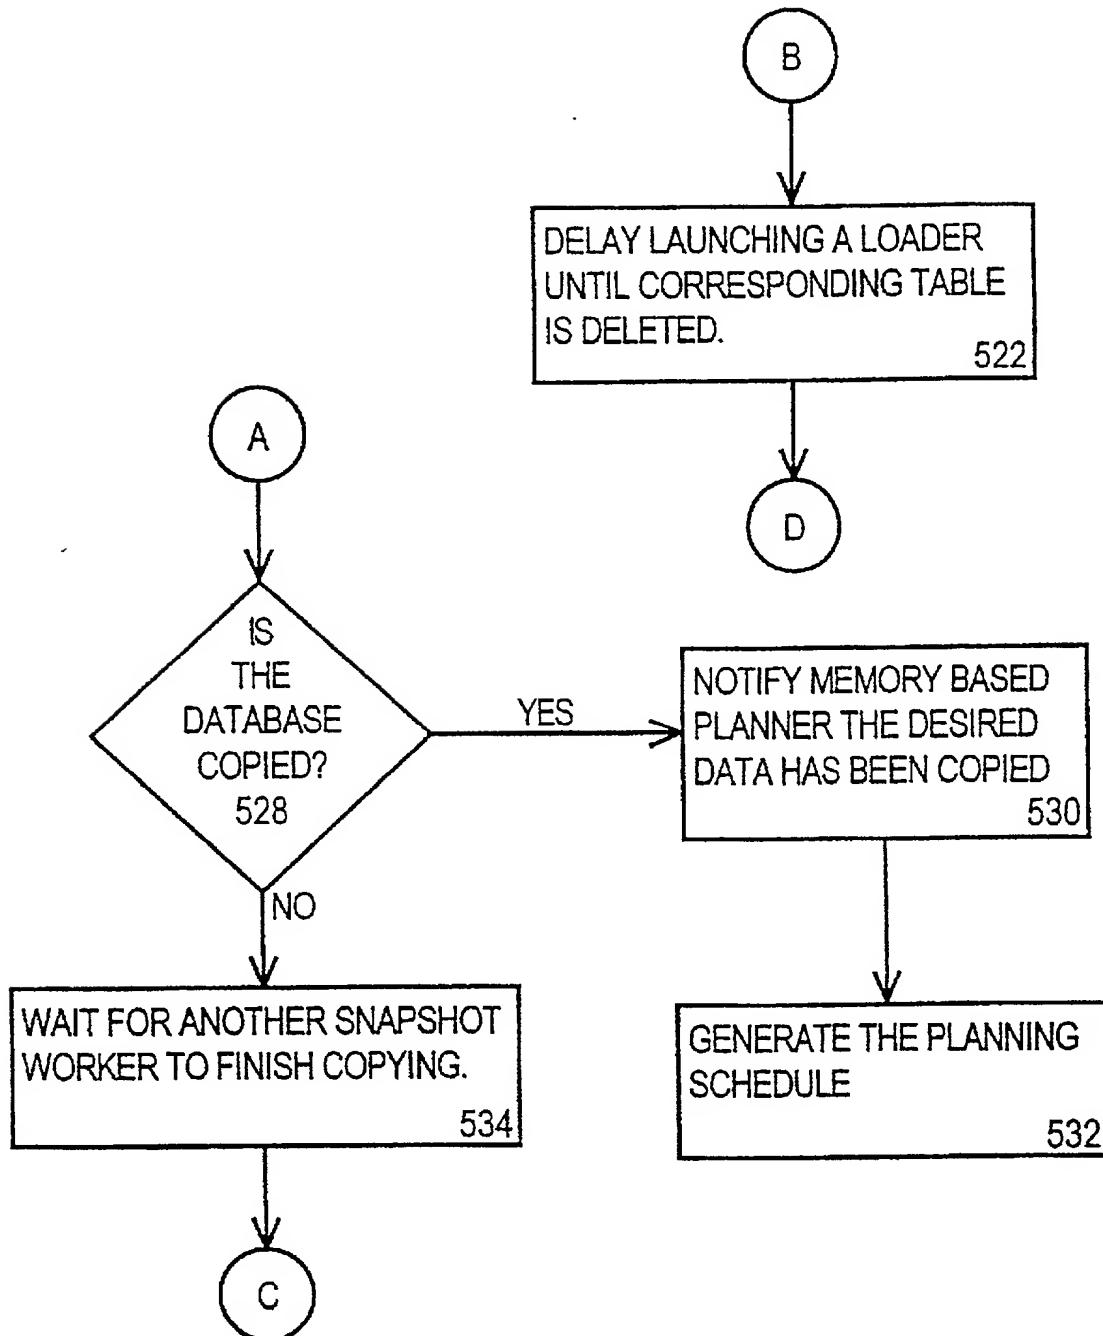 B
DELAY LAUNCHING A LOADER
UNTIL CORRESPONDING TABLE
IS DELETED.
522
D
A
IS
THE
DATABASE
COPIED?
528
YES
NOTIFY MEMORY BASED
PLANNER THE DESIRED
DATA HAS BEEN COPIED
530
NO
WAIT FOR ANOTHER SNAPSHOT
WORKER TO FINISH COPYING.
534
GENERATE THE PLANNING
SCHEDULE
532
C